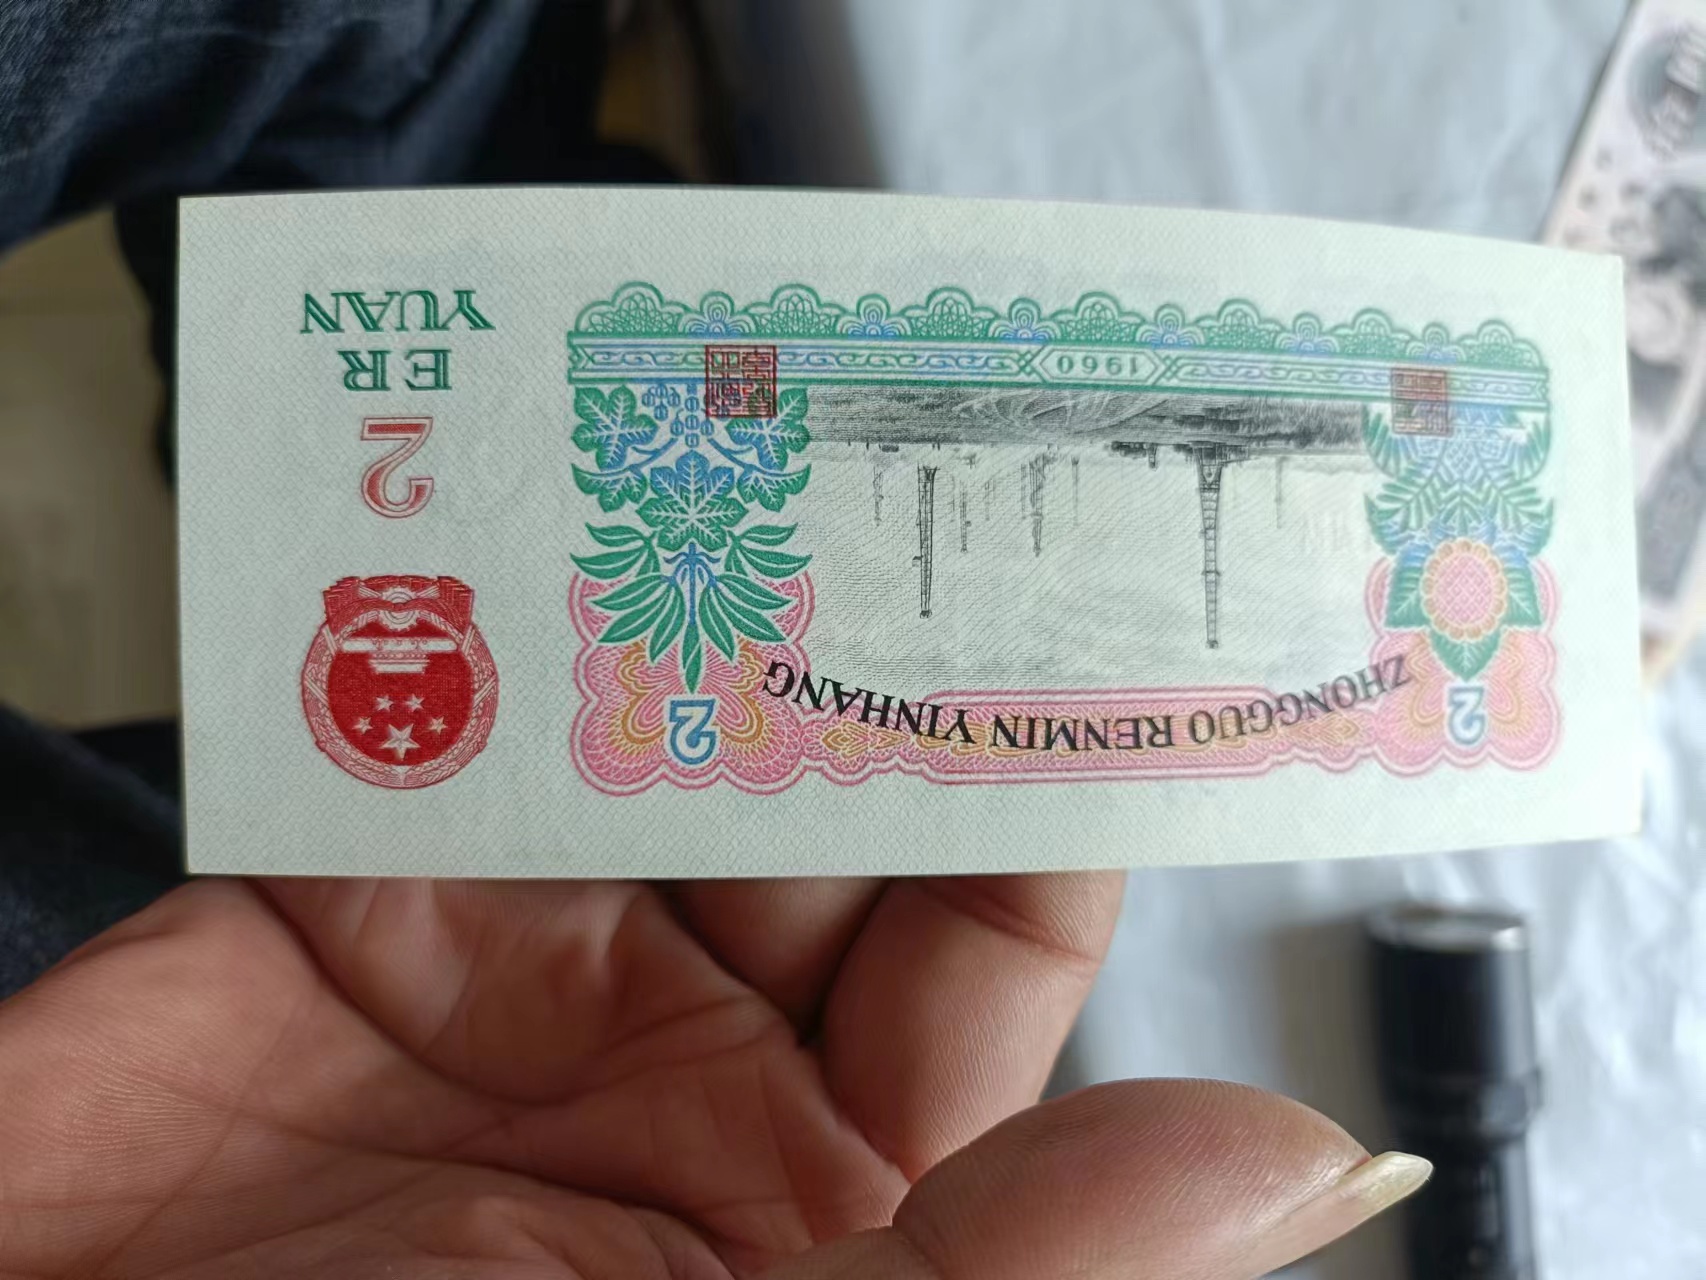 ZHONGGUO RENMIN YINHANG
2
2
2
ER
YUAN
1960